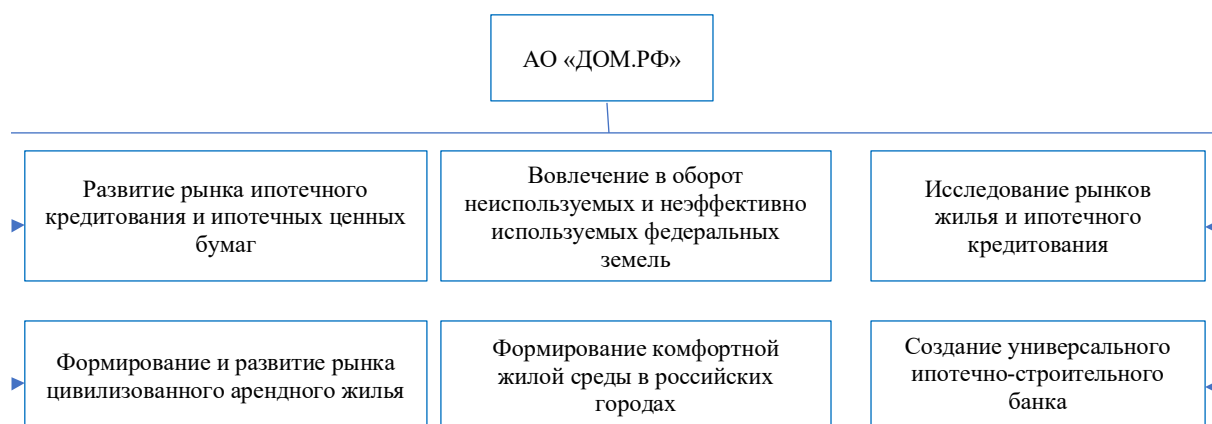 АО «ДОМ.РФ»
Развитие рынка ипотечного
кредитования и ипотечных ценных
бумаг
Вовлечение в оборот
неиспользуемых и неэффективно
используемых федеральных
земель
Исследование рынков
жилья и ипотечного
кредитования
Формирование и развитие рынка
цивилизованного арендного жилья
Формирование комфортной
жилой среды в российских
городах
Создание универсального
ипотечно-строительного
банка